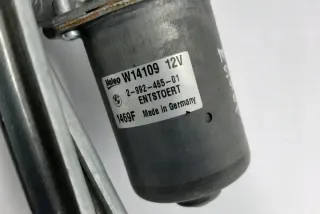 Valeo W14109 12V
2-992-465-01
ENTSTOERT
1469F Made in Germany